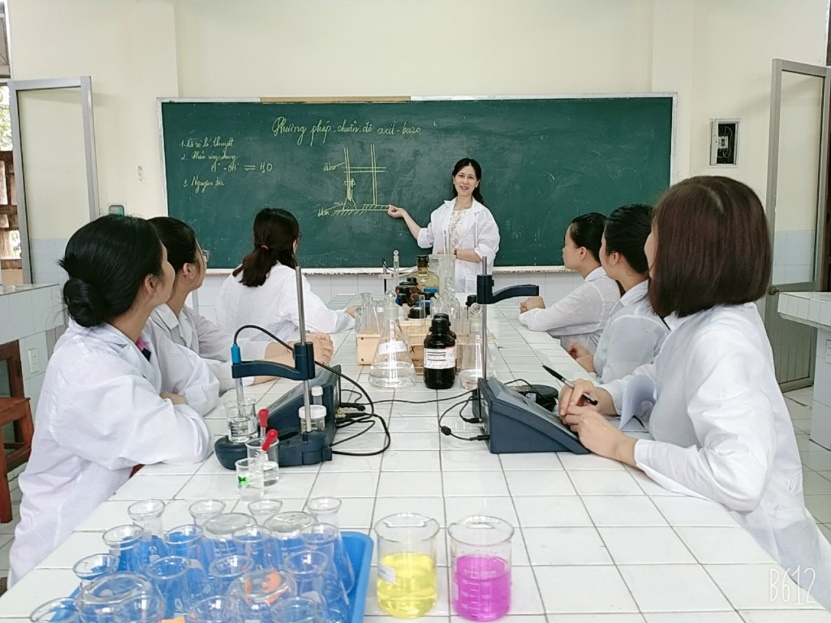 Phương pháp chuẩn độ axit-bazơ
1. Cơ sở lí thuyết
2. Phản ứng chung
H⁺ + OH⁻ ⇌ H₂O
3. Nguyên tắc
B612